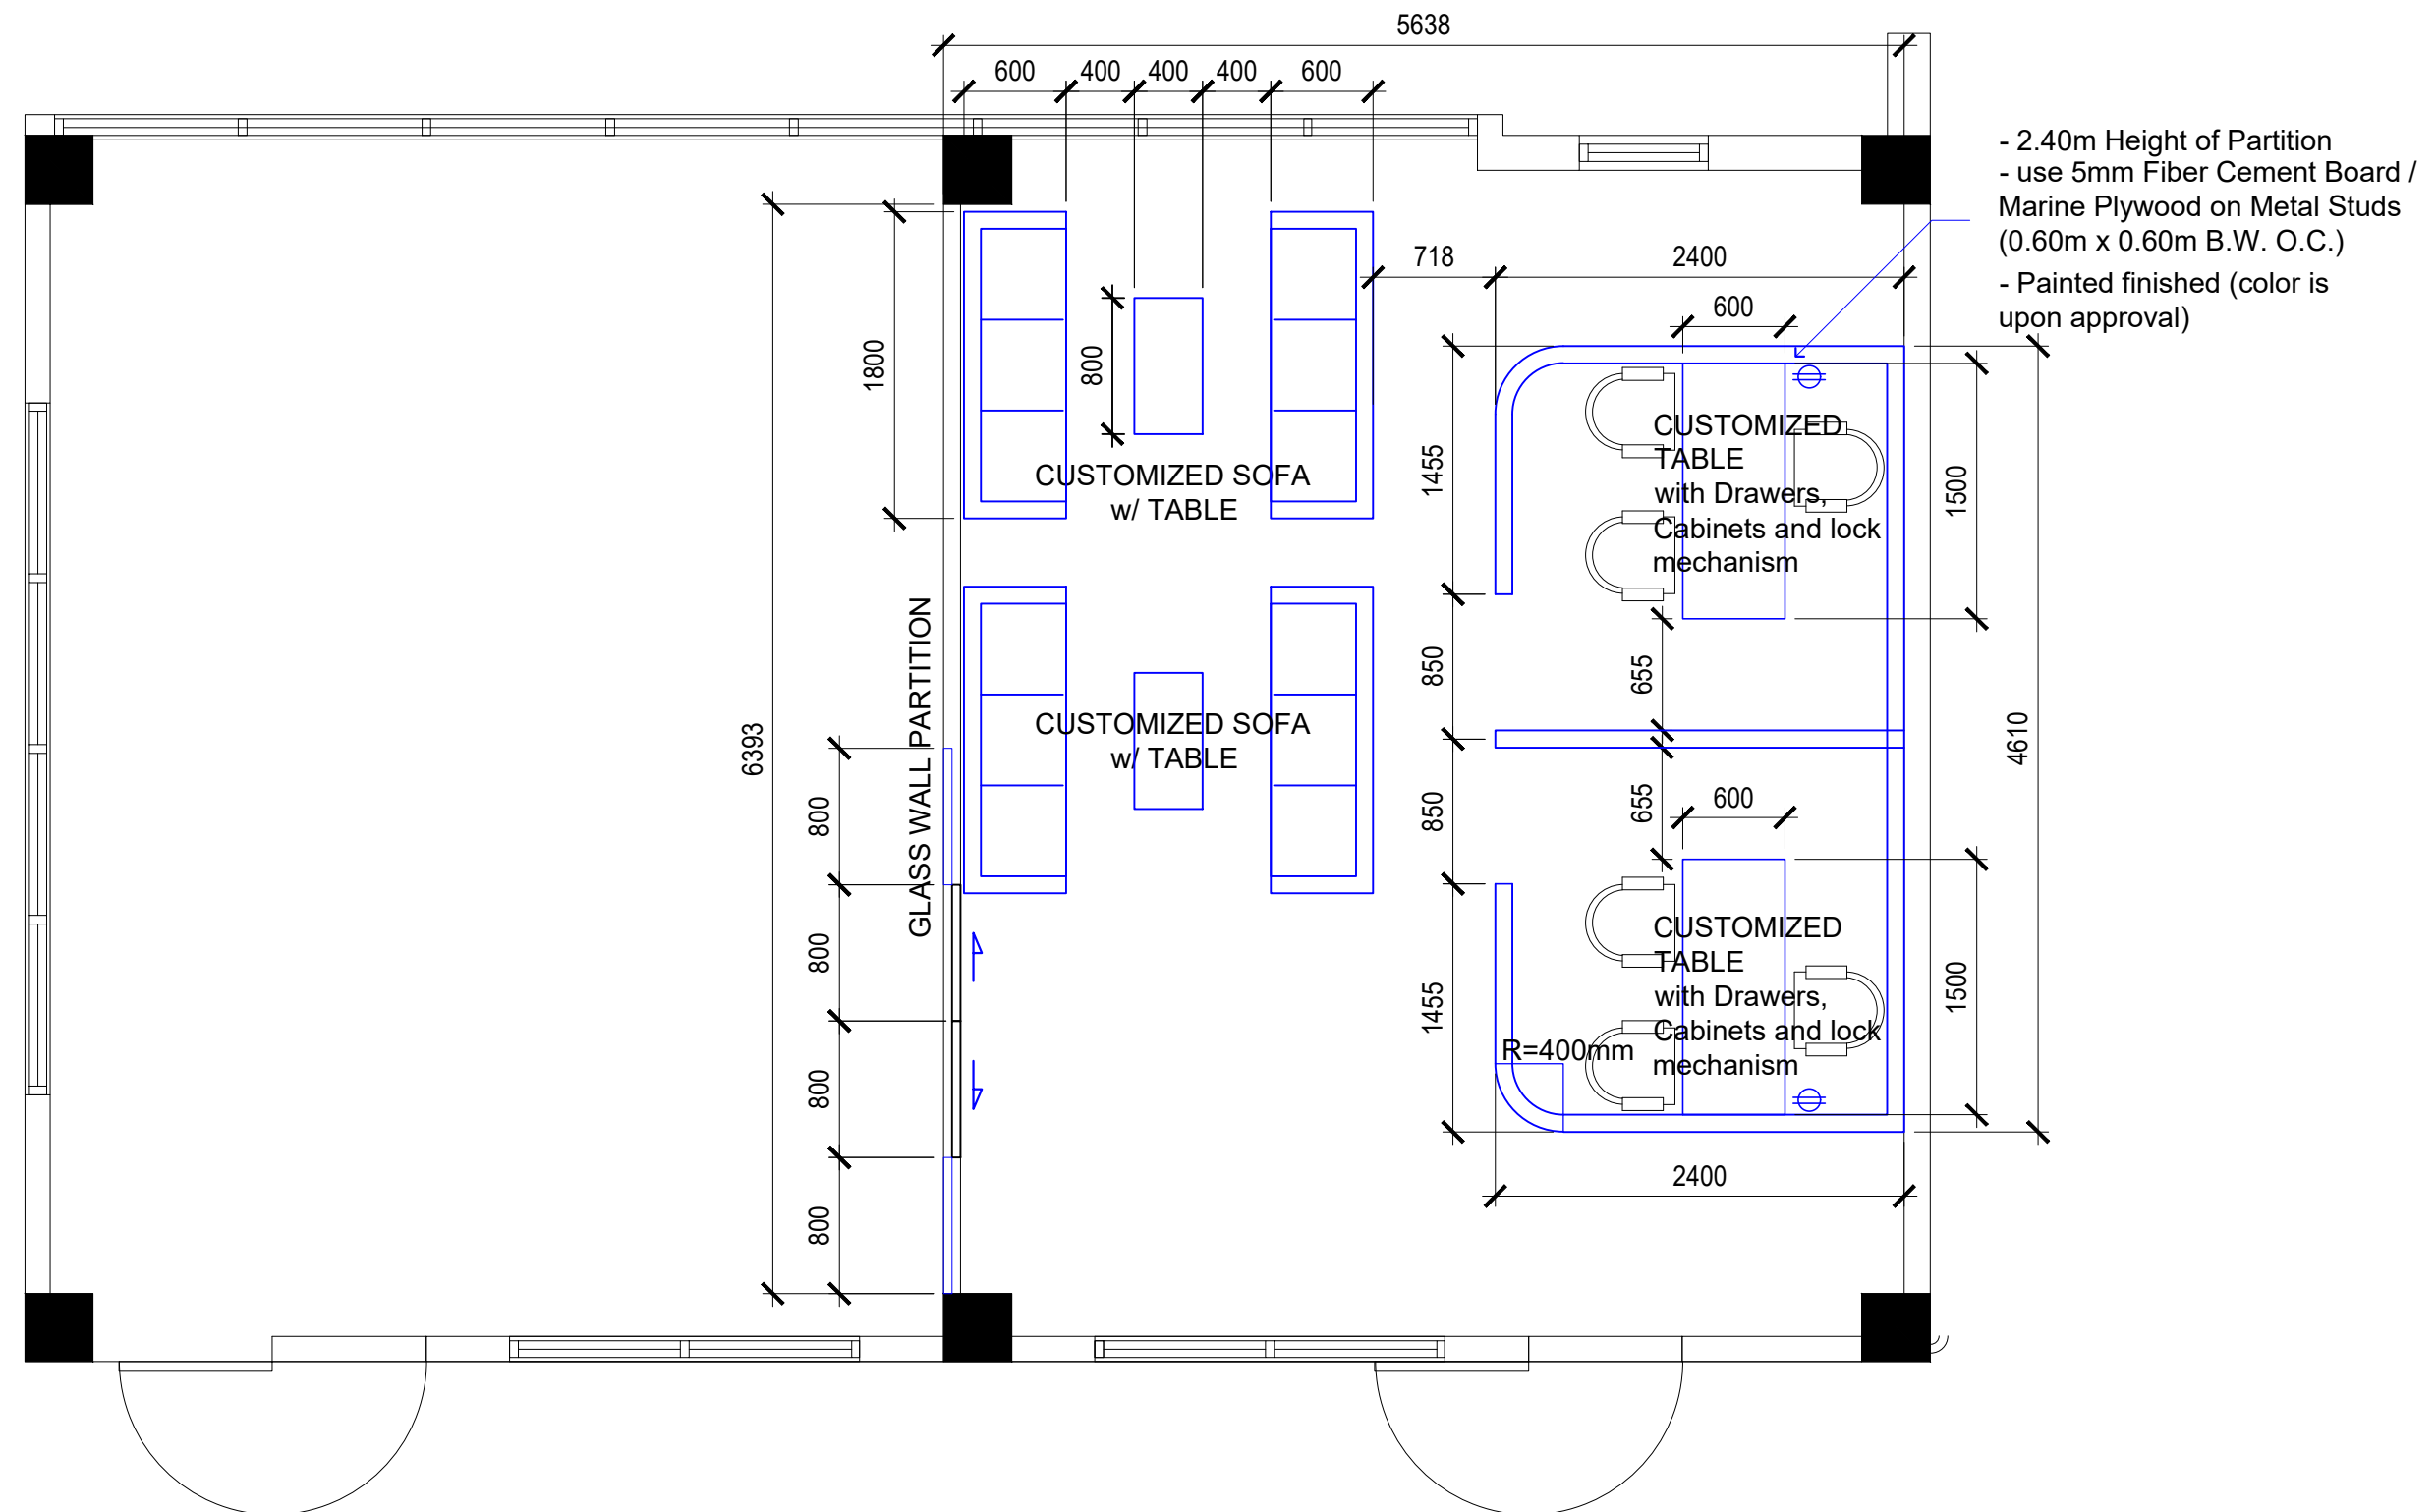 5638
600
400
400
400
600
- 2.40m Height of Partition
- use 5mm Fiber Cement Board /
Marine Plywood on Metal Studs
(0.60m x 0.60m B.W. O.C.)
- Painted finished (color is
upon approval)
718
2400
600
1800
800
1455
1500
CUSTOMIZED
TABLE
with Drawers,
Cabinets and lock
mechanism
CUSTOMIZED SOFA
w/ TABLE
GLASS WALL PARTITION
6393
850
655
4610
CUSTOMIZED SOFA
w/ TABLE
800
850
655
600
800
CUSTOMIZED
TABLE
with Drawers,
Cabinets and lock
mechanism
1455
1500
R=400mm
800
2400
800